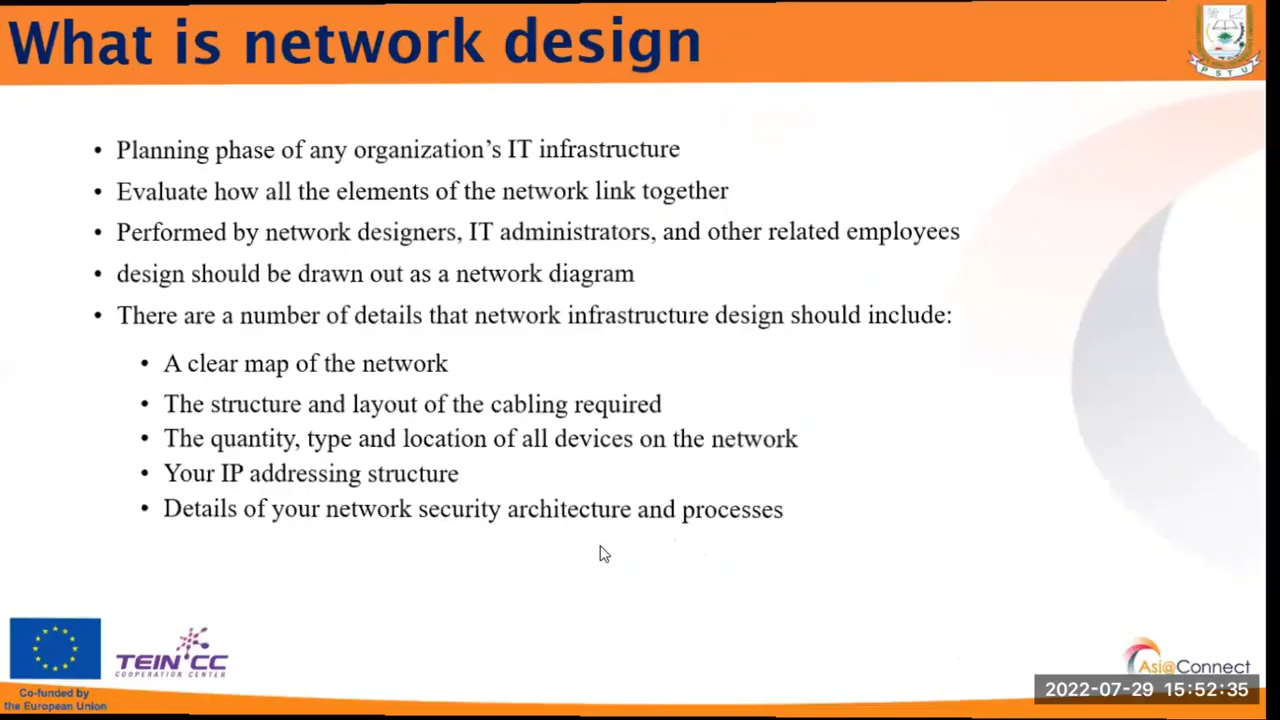 What is network design
PSTU
• Planning phase of any organization’s IT infrastructure
• Evaluate how all the elements of the network link together
• Performed by network designers, IT administrators, and other related employees
• design should be drawn out as a network diagram
• There are a number of details that network infrastructure design should include:
• A clear map of the network
• The structure and layout of the cabling required
• The quantity, type and location of all devices on the network
• Your IP addressing structure
• Details of your network security architecture and processes
TEIN*CC
COOPERATION CENTER
Co-funded by
the European Union
Asi@Connect
2022-07-29 15:52:35